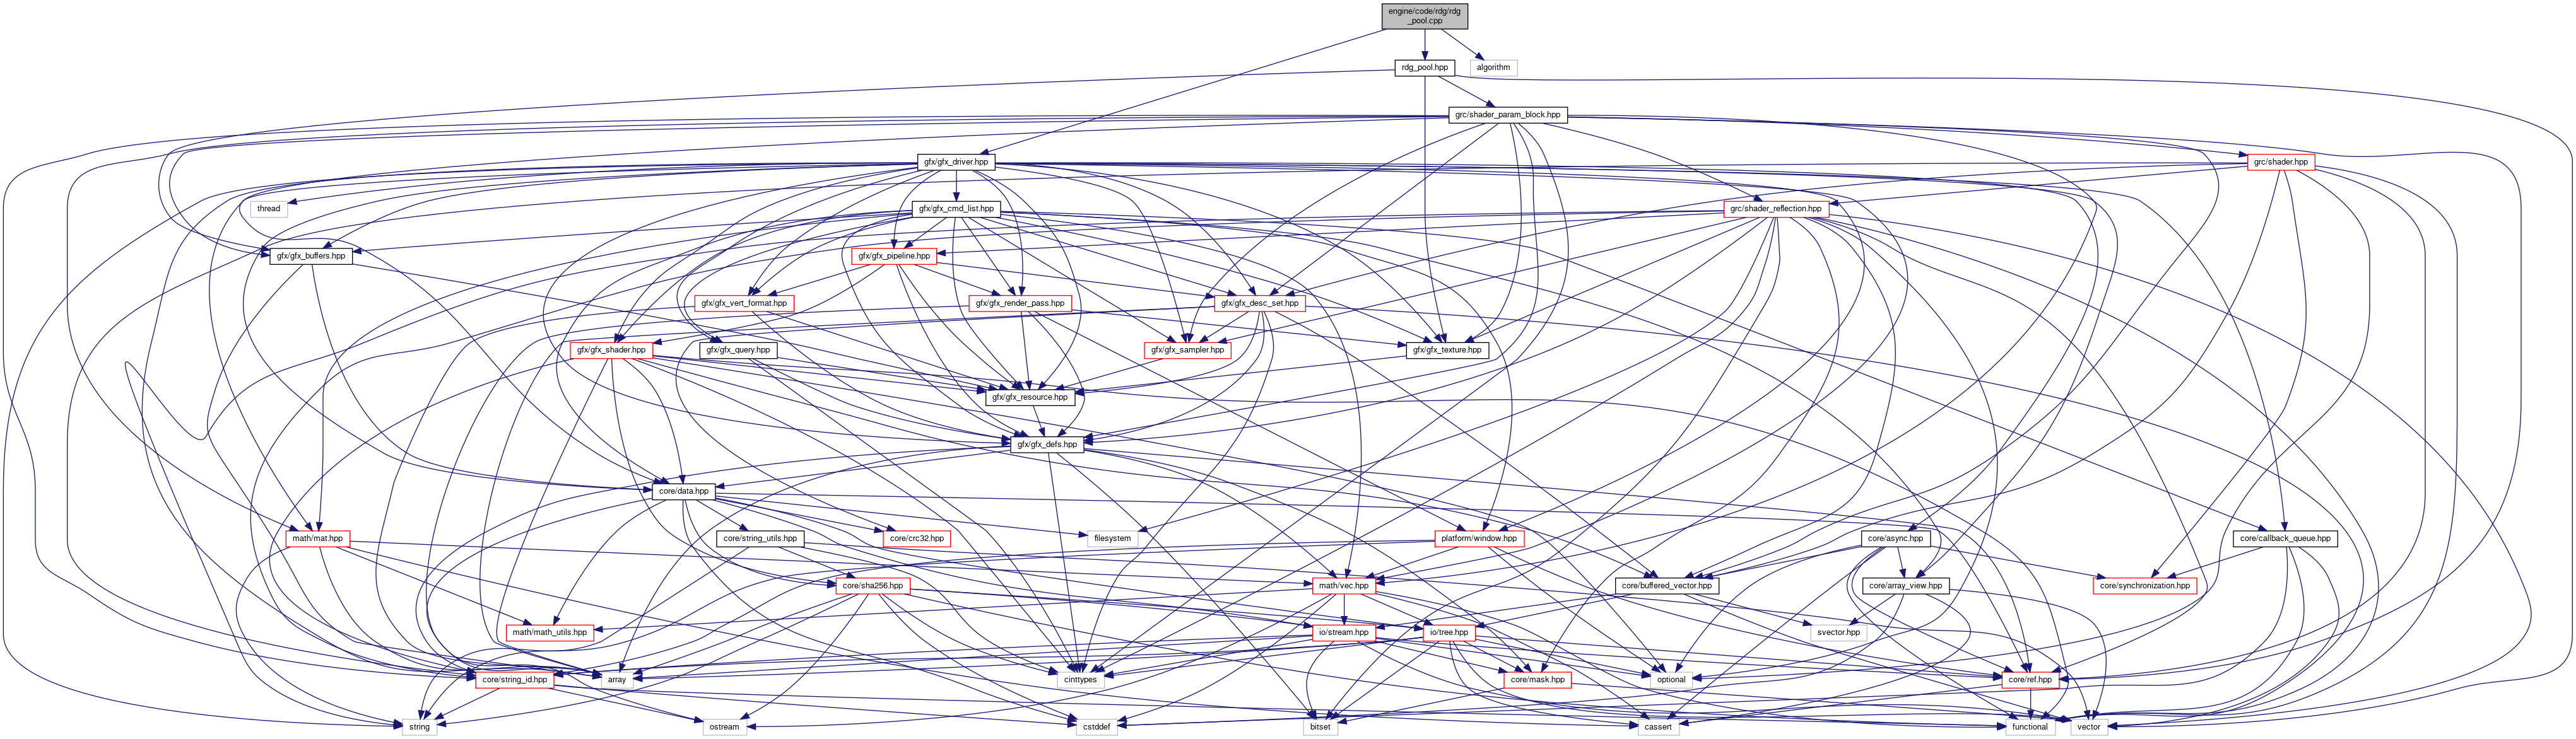 engine/code/rdg/rdg
_pool.cpp
rdg_pool.hpp
algorithm
grc/shader_param_block.hpp
gfx/gfx_driver.hpp
grc/shader.hpp
thread
gfx/gfx_cmd_list.hpp
grc/shader_reflection.hpp
gfx/gfx_buffers.hpp
gfx/gfx_pipeline.hpp
gfx/gfx_vert_format.hpp
gfx/gfx_render_pass.hpp
gfx/gfx_desc_set.hpp
gfx/gfx_shader.hpp
gfx/gfx_query.hpp
gfx/gfx_sampler.hpp
gfx/gfx_texture.hpp
gfx/gfx_resource.hpp
gfx/gfx_defs.hpp
core/data.hpp
math/mat.hpp
core/string_utils.hpp
core/crc32.hpp
filesystem
platform/window.hpp
core/async.hpp
core/callback_queue.hpp
core/sha256.hpp
math/vec.hpp
core/buffered_vector.hpp
core/array_view.hpp
core/synchronization.hpp
math/math_utils.hpp
io/stream.hpp
io/tree.hpp
svector.hpp
core/string_id.hpp
array
cinttypes
core/mask.hpp
optional
core/ref.hpp
string
ostream
cstddef
bitset
cassert
functional
vector